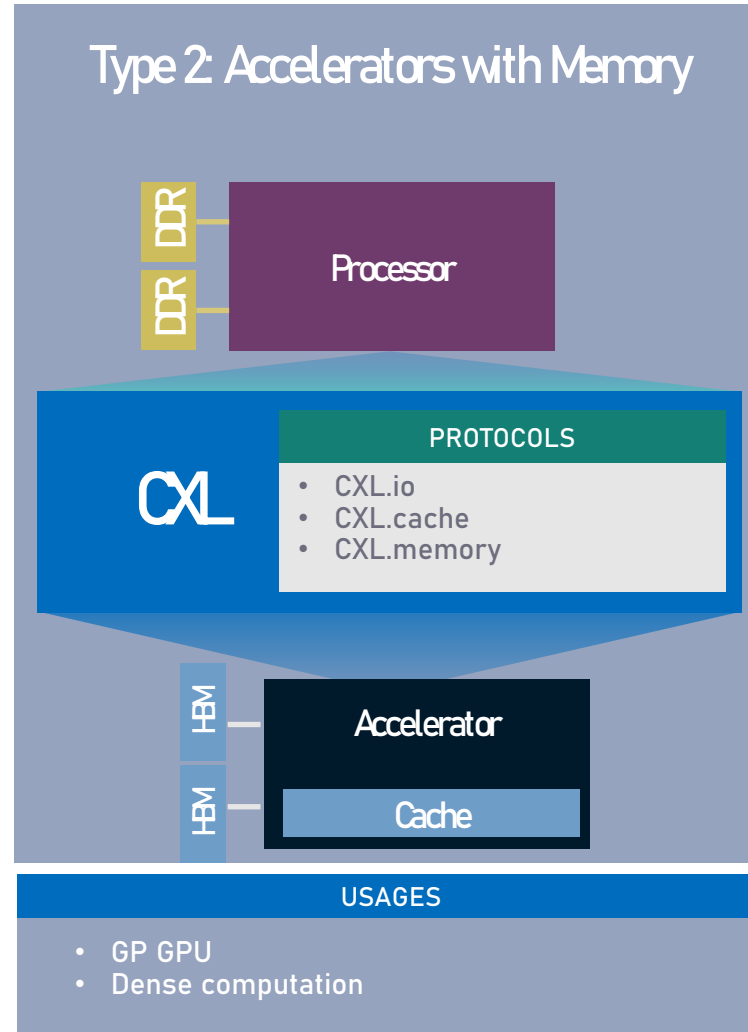 Type 2: Accelerators with Memory
DDR
Processor
DDR
PROTOCOLS
CXL
• CXL.io
• CXL.cache
• CXL.memory
HBM
Accelerator
HBM
Cache
USAGES
• GP GPU
• Dense computation